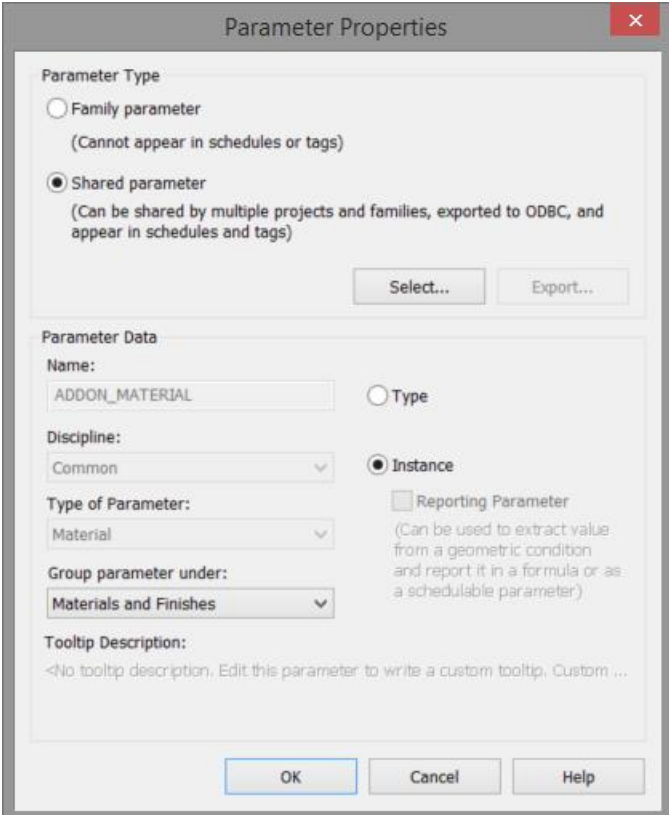 Parameter Properties
Parameter Type
Family parameter
(Cannot appear in schedules or tags)
Shared parameter
(Can be shared by multiple projects and families, exported to ODBC, and
appear in schedules and tags)
Select...
Export...
Parameter Data
Name:
ADDON_MATERIAL
Type
Discipline:
Common
Instance
Type of Parameter:
Reporting Parameter
Material
(Can be used to extract value
from a geometric condition
and report it in a formula or as
a schedulable parameter)
Group parameter under:
Materials and Finishes
Tooltip Description:
<No tooltip description. Edit this parameter to write a custom tooltip. Custom ...
OK
Cancel
Help